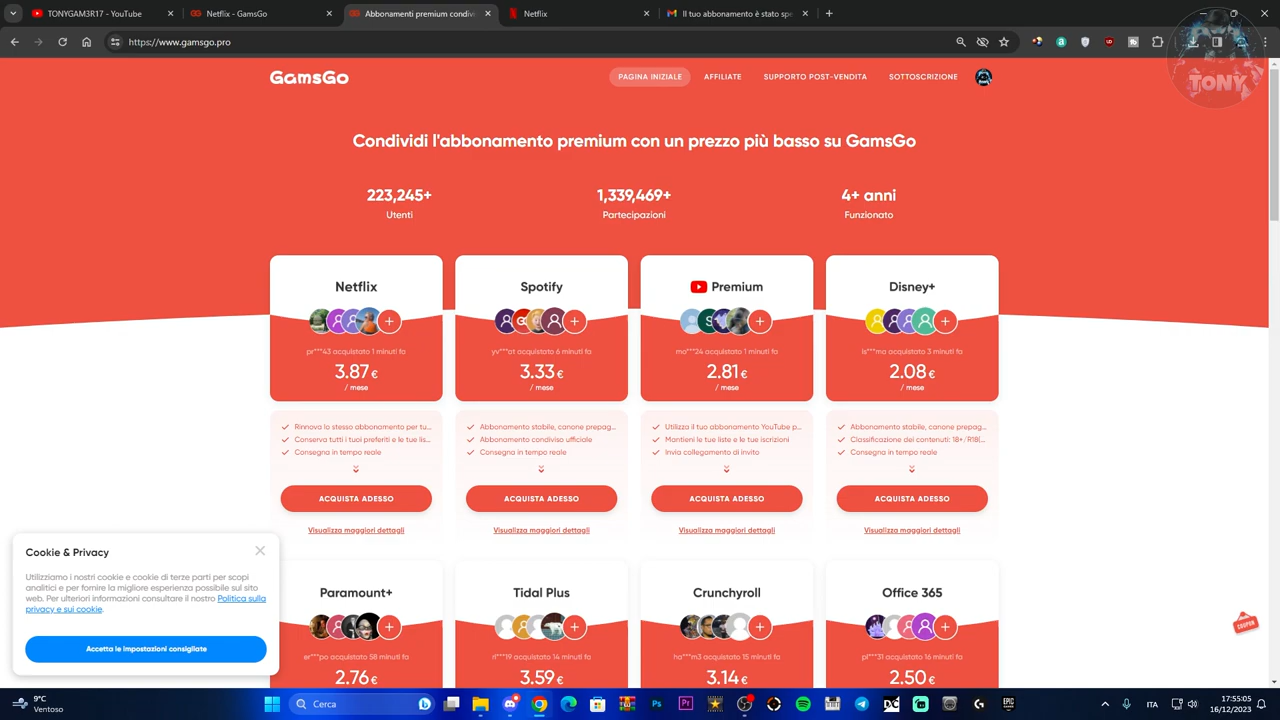 TONYGAM3R17 - YouTube
Netflix - GamsGo
Abbonamenti premium condivi
Netflix
Il tuo abbonamento è stato spe
https://www.gamsgo.pro
TONY
GamsGo
PAGINA INIZIALE
AFFILIATE
SUPPORTO POST-VENDITA
SOTTOSCRIZIONE
Condividi l'abbonamento premium con un prezzo più basso su GamsGo
223,245+
Utenti
1,339,469+
Partecipazioni
4+ anni
Funzionato
Netflix
pr***43 acquistato 1 minuti fa
3.87 €
/ mese
Rinnova lo stesso abbonamento per tu...
Conserva tutti i tuoi preferiti e le tue lis...
Consegna in tempo reale
ACQUISTA ADESSO
Visualizza maggiori dettagli
Spotify
yv***at acquistato 6 minuti fa
3.33 €
/ mese
Abbonamento stabile, canone prepag...
Abbonamento condiviso ufficiale
Consegna in tempo reale
ACQUISTA ADESSO
Visualizza maggiori dettagli
Premium
mo***24 acquistato 1 minuti fa
2.81 €
/ mese
Utilizza il tuo abbonamento YouTube p...
Mantieni le tue liste e le tue iscrizioni
Invia collegamento di invito
ACQUISTA ADESSO
Visualizza maggiori dettagli
Disney+
is***ma acquistato 3 minuti fa
2.08 €
/ mese
Abbonamento stabile, canone prepag...
Classificazione dei contenuti: 18+/R18(...
Consegna in tempo reale
ACQUISTA ADESSO
Visualizza maggiori dettagli
Cookie & Privacy
Utilizziamo i nostri cookie e cookie di terze parti per scopi
analitici e per fornire la migliore esperienza possibile sul sito
web. Per ulteriori informazioni consultare il nostro Politica sulla
privacy e sui cookie.
Accetta le impostazioni consigliate
Paramount+
er***po acquistato 58 minuti fa
2.76 €
Tidal Plus
ri***19 acquistato 14 minuti fa
3.59 €
Crunchyroll
ha***m3 acquistato 15 minuti fa
3.14 €
Office 365
pl***31 acquistato 16 minuti fa
2.50 €
COUPON
9°C
Ventoso
Cerca
17:55:05
16/12/2023